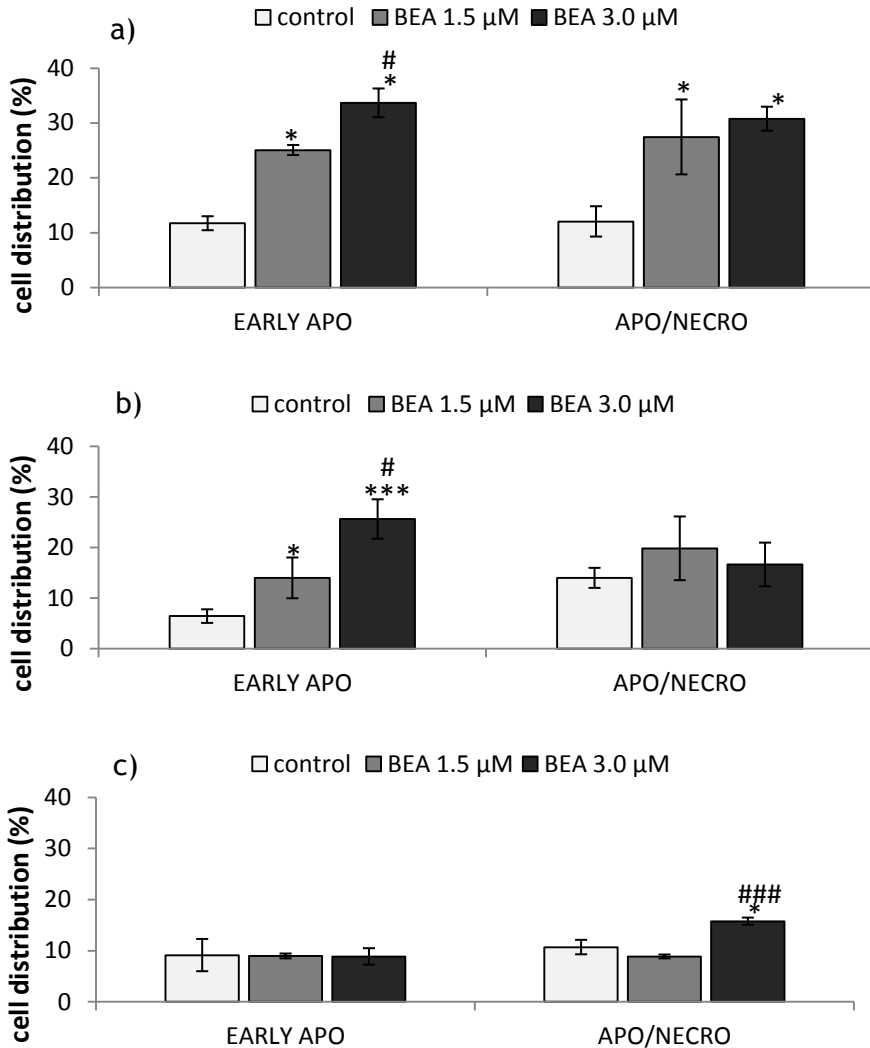 a)
control BEA 1.5 µM BEA 3.0 µM
cell distribution (%)
40
30
20
10
0
* # * * *
EARLY APO APO/NECRO
b)
control BEA 1.5 µM BEA 3.0 µM
cell distribution (%)
40
30
20
10
0
* # ***
EARLY APO APO/NECRO
c)
control BEA 1.5 µM BEA 3.0 µM
cell distribution (%)
40
30
20
10
0
###
*
EARLY APO APO/NECRO